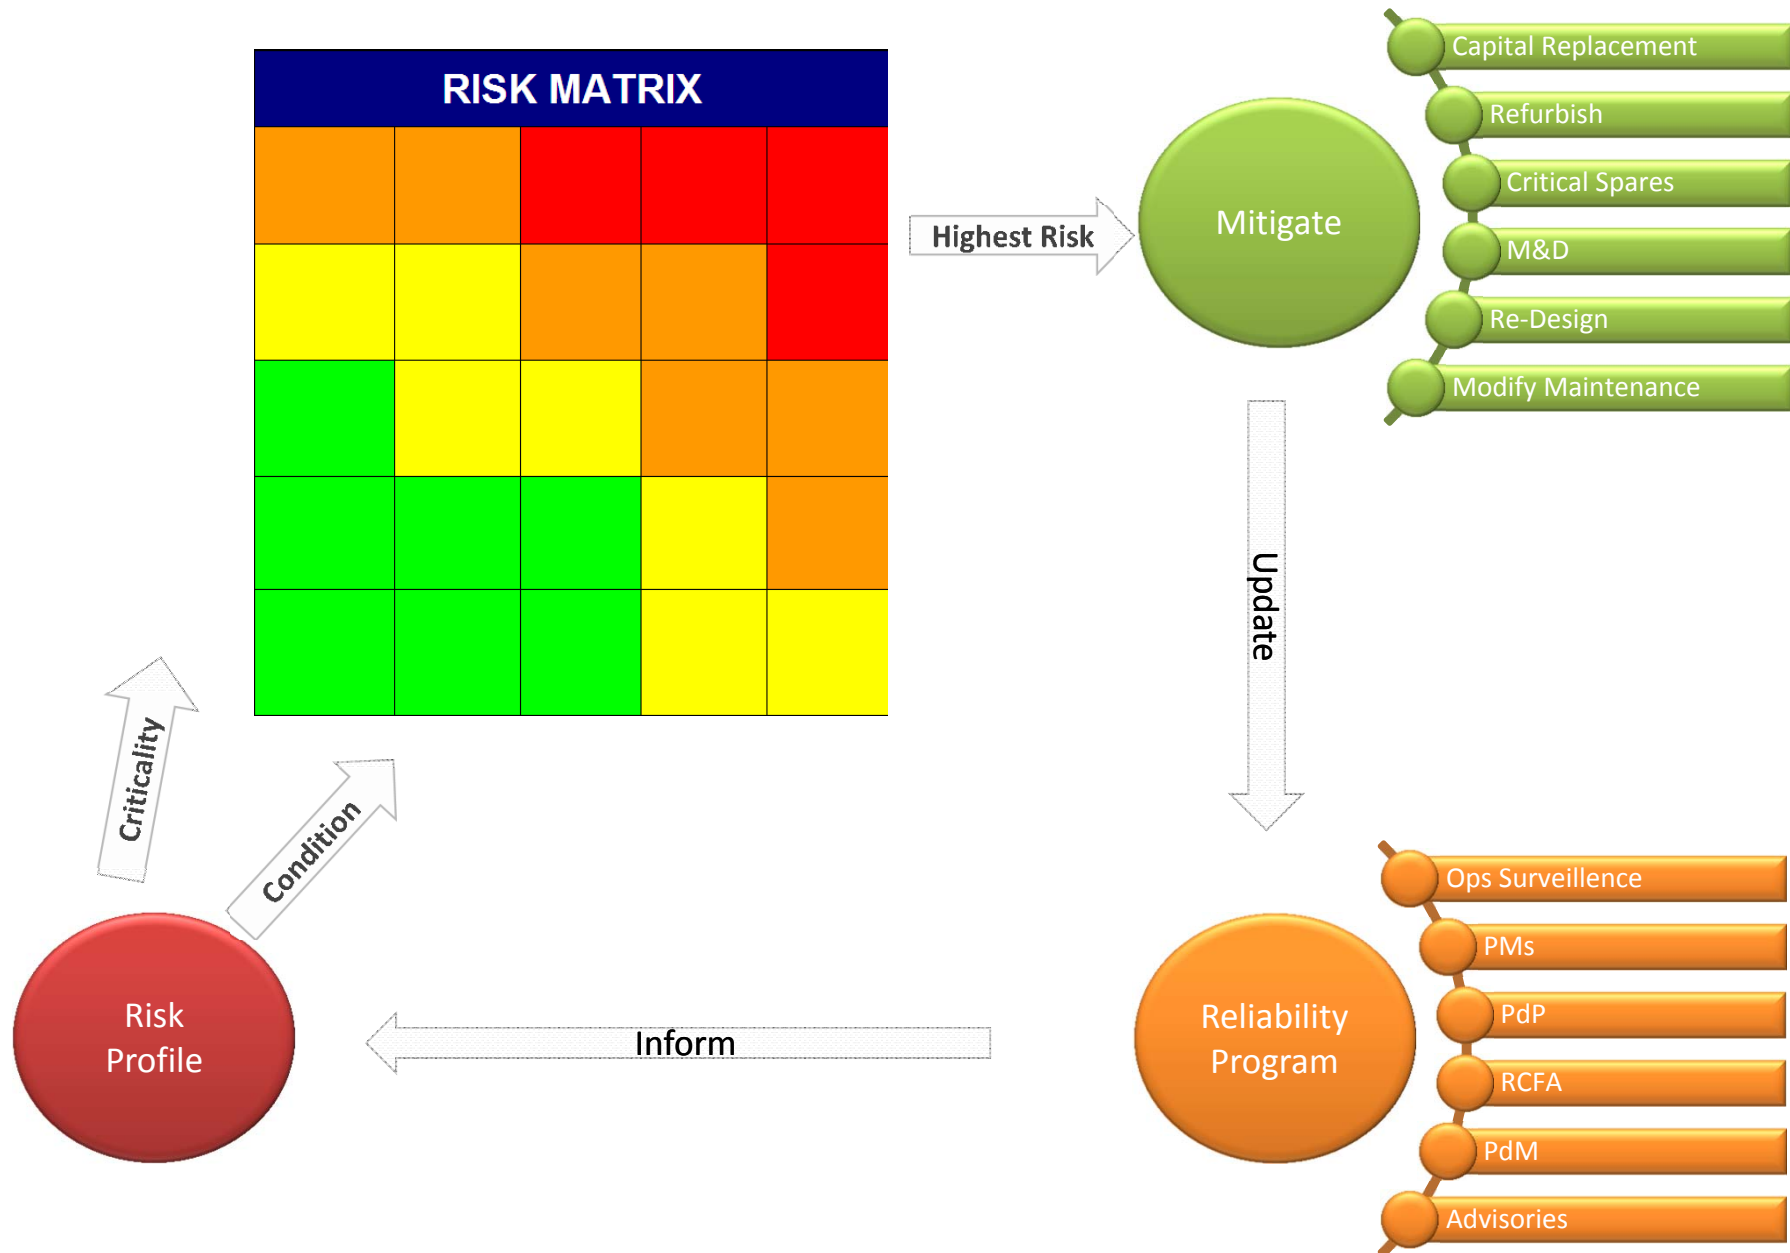 RISK MATRIX
Highest Risk
Mitigate
Capital Replacement
Refurbish
Critical Spares
M&D
Re-Design
Modify Maintenance
Update
Criticality
Condition
Risk
Profile
Inform
Reliability
Program
Ops Surveillence
PMs
PdP
RCFA
PdM
Advisories